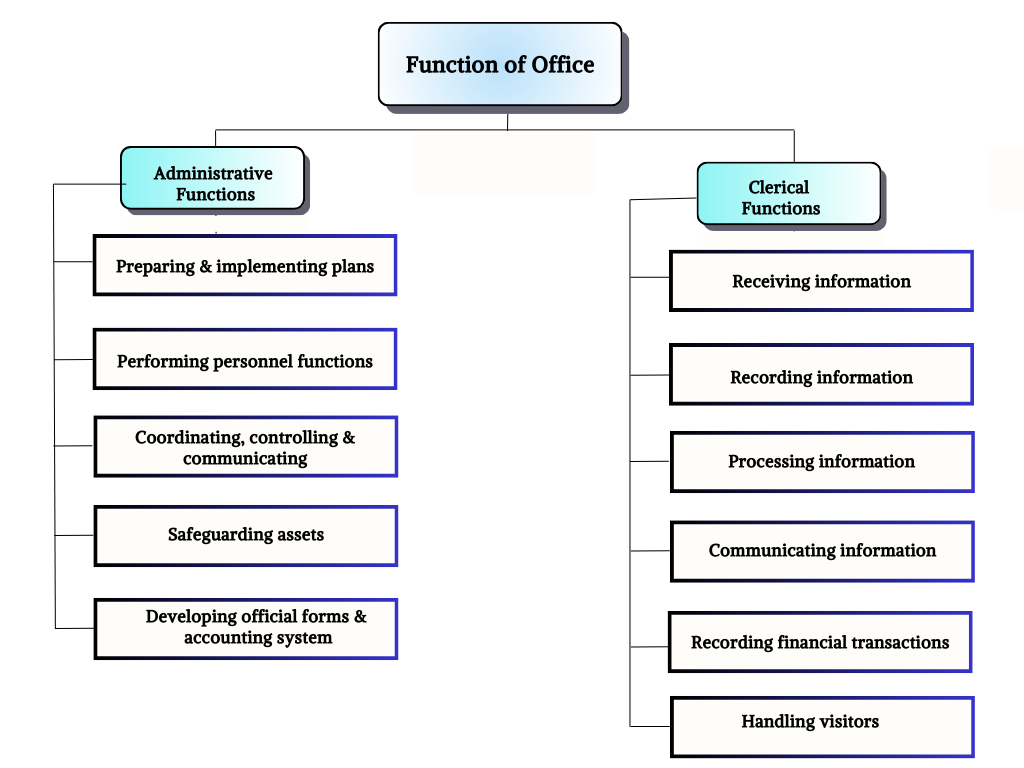 Function of Office
Administrative
Functions
Preparing & implementing plans
Performing personnel functions
Coordinating, controlling &
communicating
Safeguarding assets
Developing official forms &
accounting system
Clerical
Functions
Receiving information
Recording information
Processing information
Communicating information
Recording financial transactions
Handling visitors